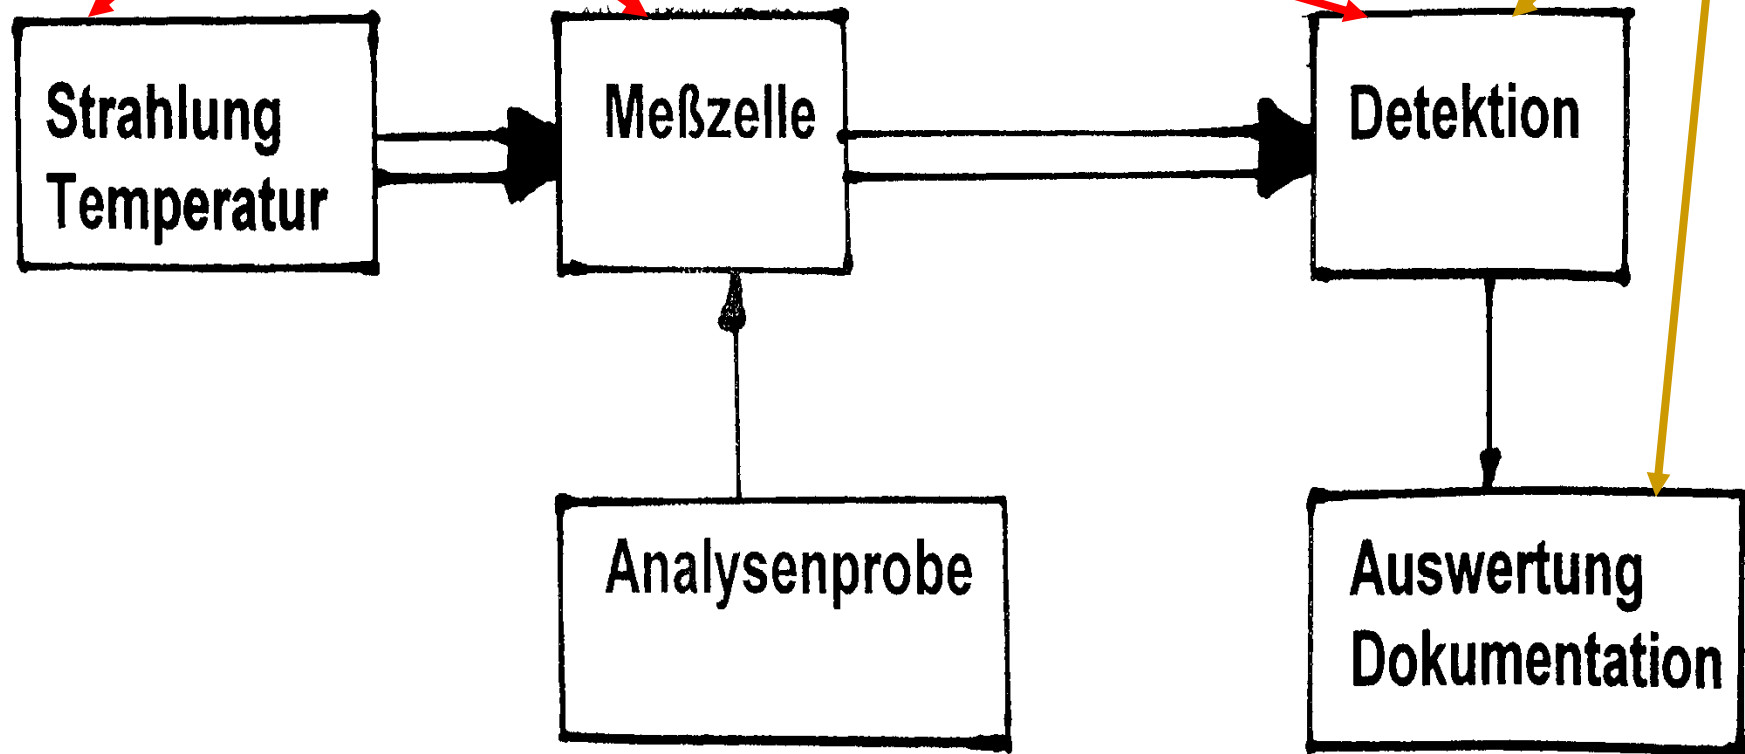 Strahlung
Temperatur
Meßzelle
Detektion
Analysenprobe
Auswertung
Dokumentation